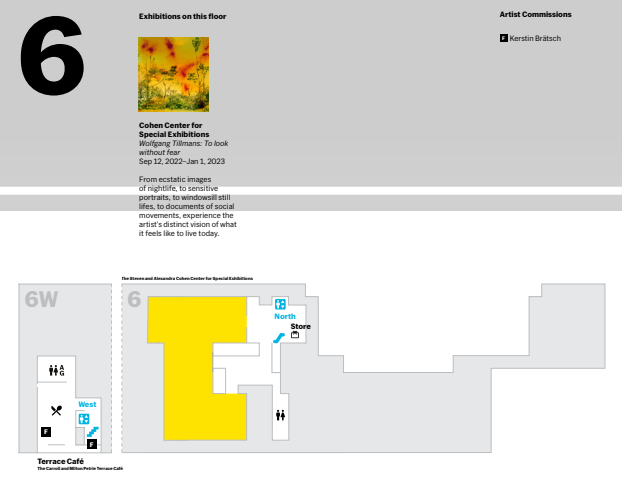 6
Exhibitions on this floor
Cohen Center for
Special Exhibitions
Wolfgang Tillmans: To look
without fear
Sep 12, 2022–Jan 1, 2023
From ecstatic images
of nightlife, to sensitive
portraits, to windowsill still
lifes, to documents of social
movements, experience the
artist's distinct vision of what
it feels like to live today.
Artist Commissions
F Kerstin Brätsch
The Steven and Alexandra Cohen Center for Special Exhibitions
6W
6
North
Store
A
G
West
F
F
Terrace Café
The Carroll and Milton Petrie Terrace Café